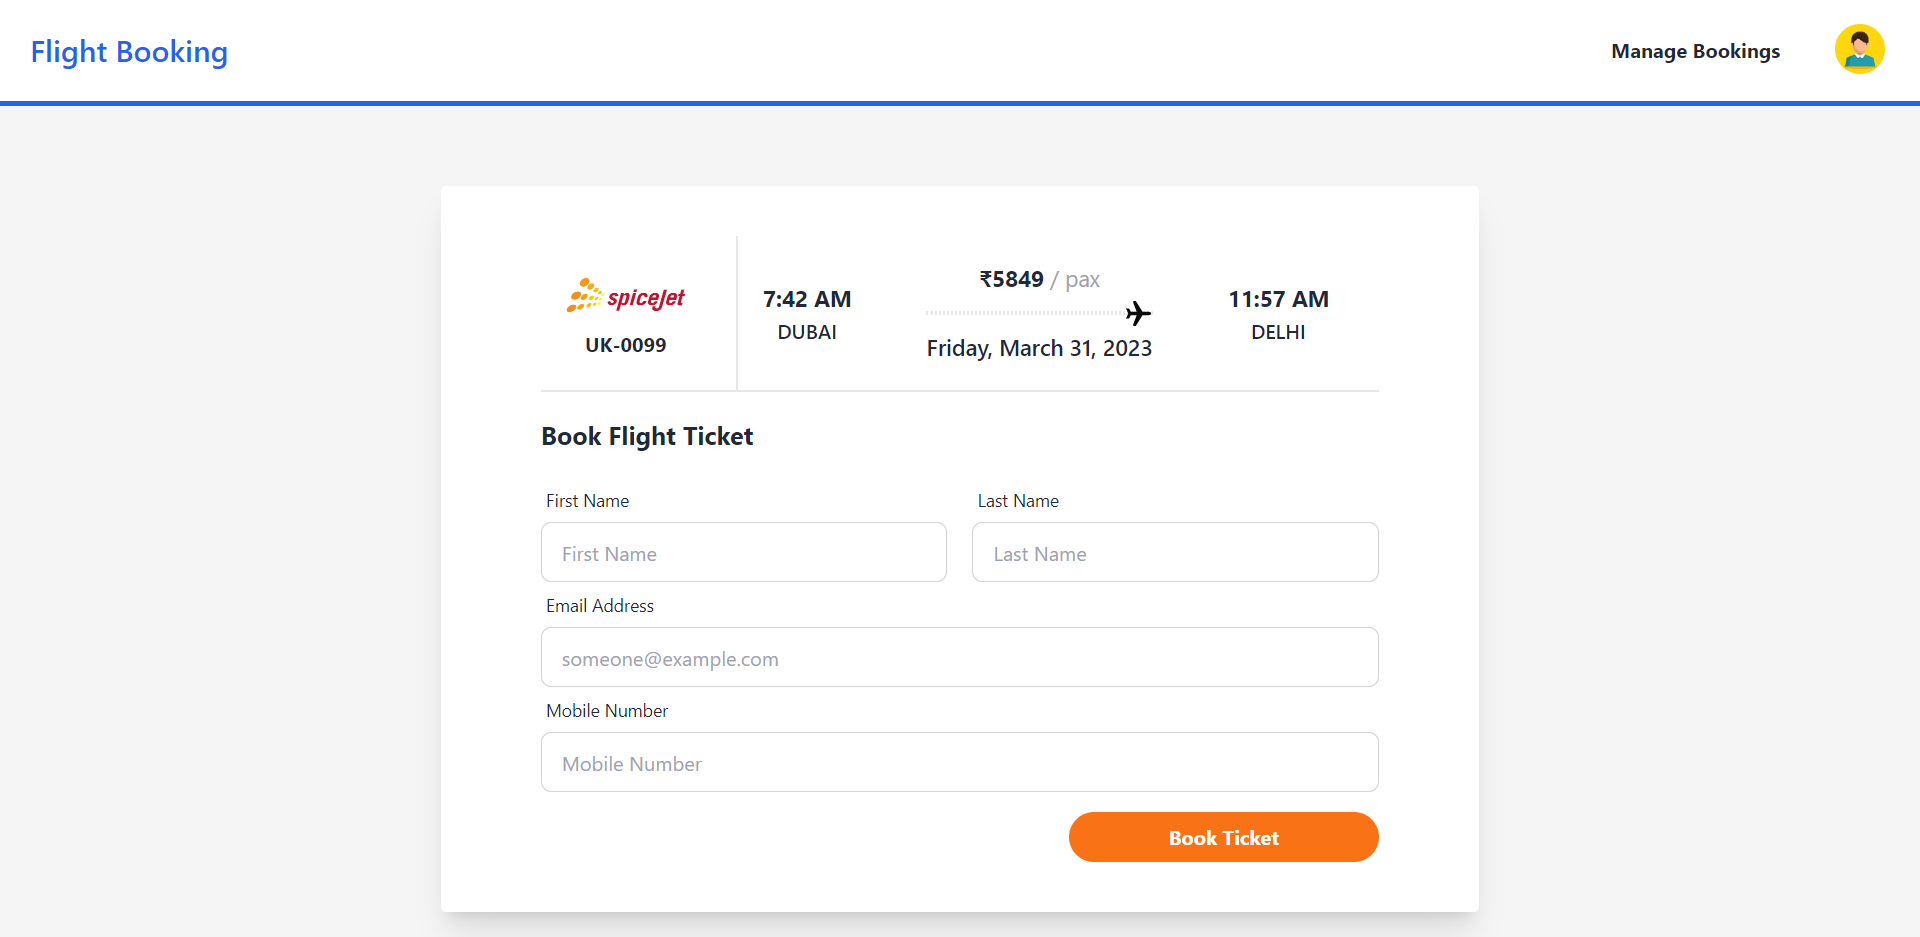 Flight Booking
Manage Bookings
spiceJet
UK-0099
7:42 AM
DUBAI
₹5849 / pax
Friday, March 31, 2023
11:57 AM
DELHI
Book Flight Ticket
First Name
Last Name
First Name
Last Name
Email Address
someone@example.com
Mobile Number
Mobile Number
Book Ticket